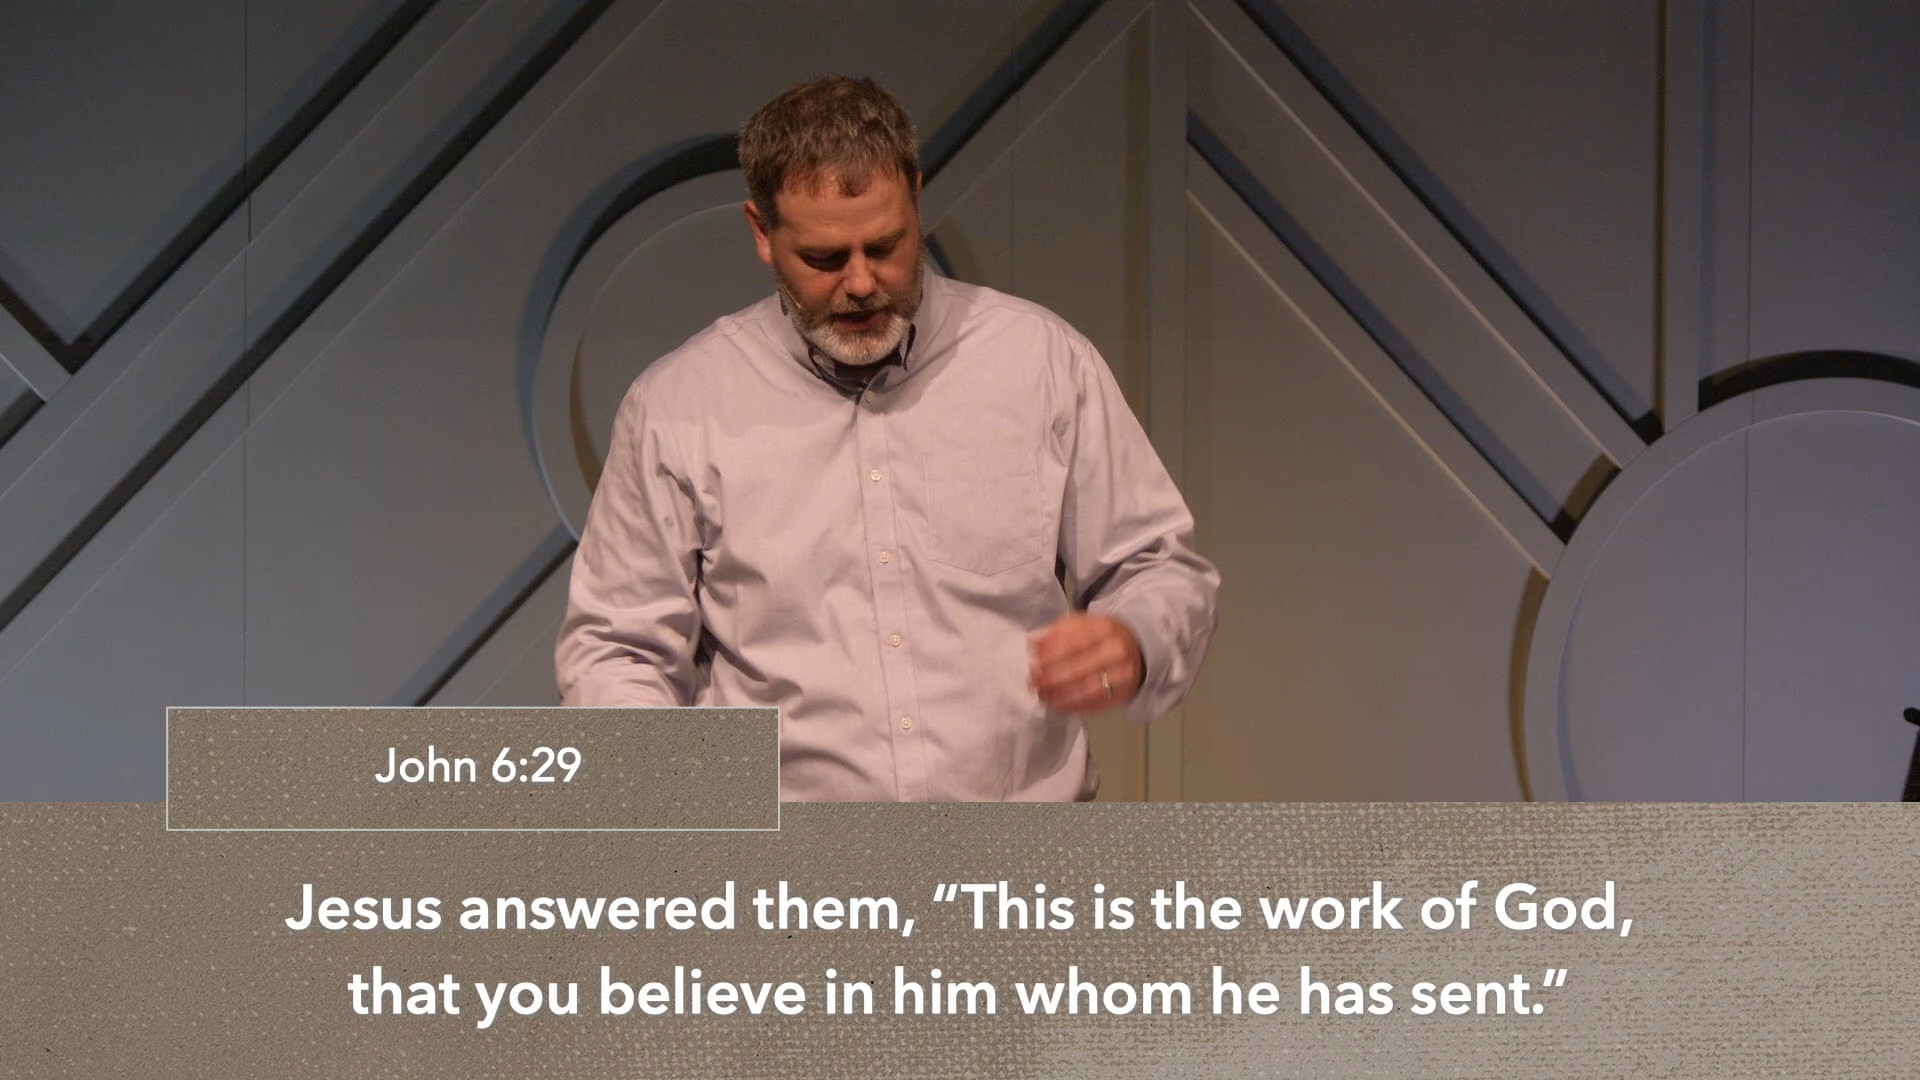 John 6:29
Jesus answered them, “This is the work of God,
that you believe in him whom he has sent.”